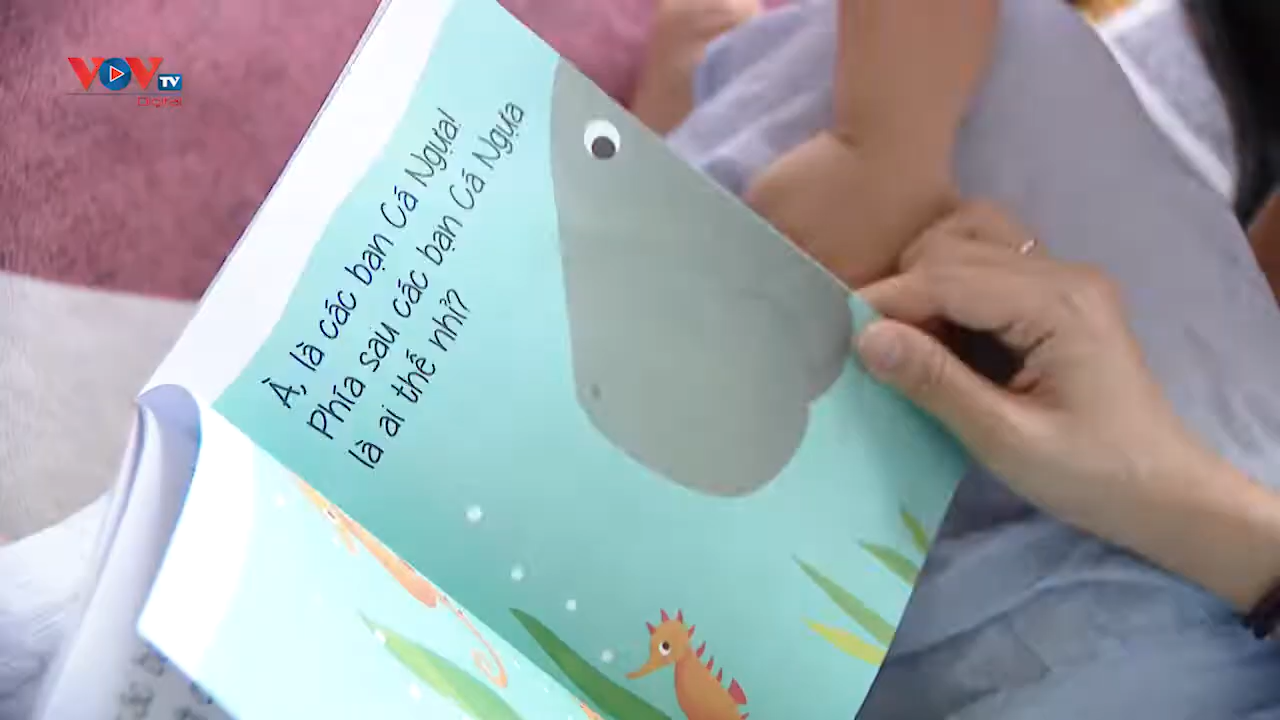 VOV TV
Digital
À, là các bạn Cá Ngựa!
Phía sau các bạn Cá Ngựa
là ai thế nhỉ?